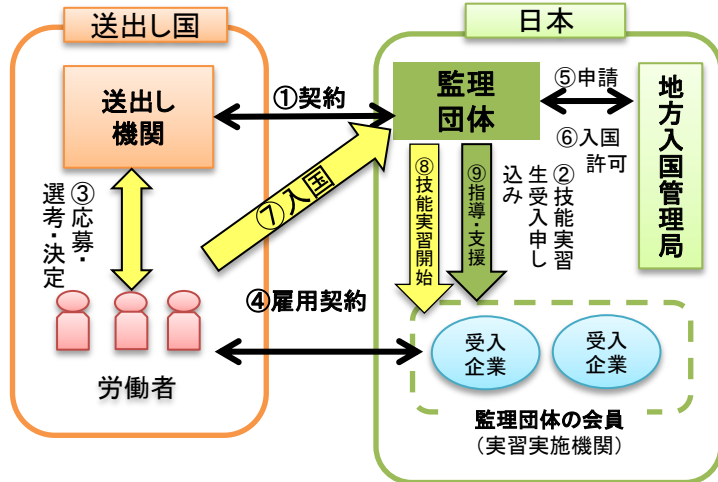 送出し国
送出し
機関
①契約
③応募・
選考・決定
⑦入国
④雇用契約
労働者
日本
監理
団体
⑤申請
⑥入国
許可
地方入国管理局
⑧技能実習開始
⑨指導・支援
②技能実習
生受入申し
込み
受入
企業
受入
企業
監理団体の会員
(実習実施機関)